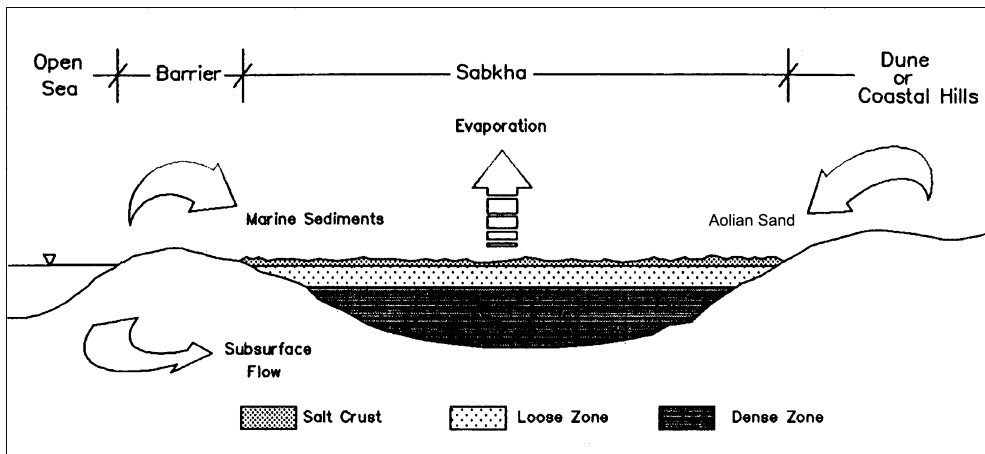 Open
Sea
Barrier
Sabkha
Dune
or
Coastal Hills
Evaporation
Marine Sediments
Aolian Sand
Subsurface
Flow
Salt Crust
Loose Zone
Dense Zone